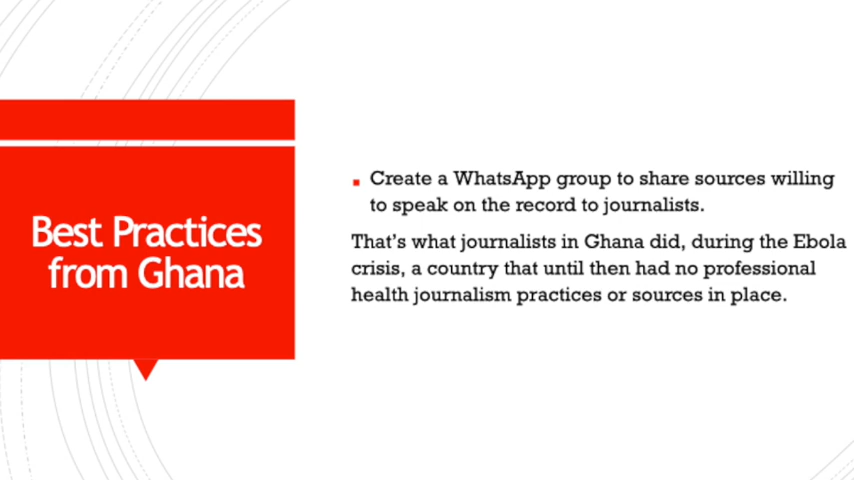 Best Practices
from Ghana
Create a WhatsApp group to share sources willing
to speak on the record to journalists.
That's what journalists in Ghana did, during the Ebola
crisis, a country that until then had no professional
health journalism practices or sources in place.